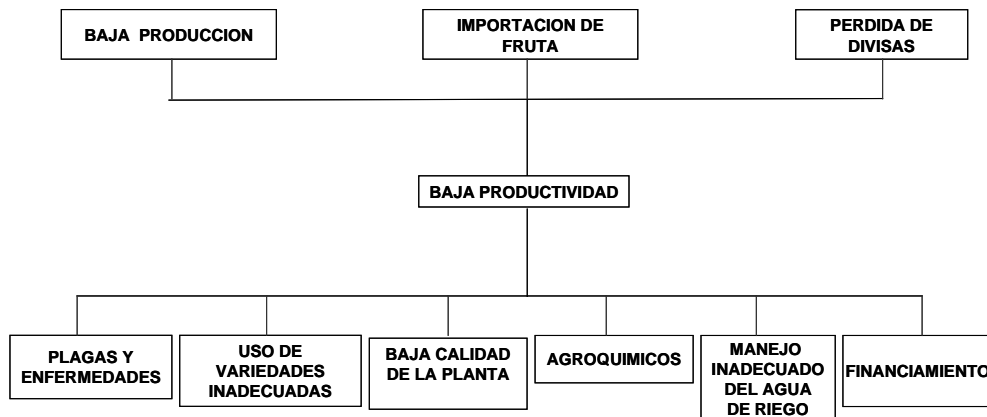 BAJA PRODUCCION
IMPORTACION DE
FRUTA
PERDIDA DE
DIVISAS
BAJA PRODUCTIVIDAD
PLAGAS Y
ENFERMEDADES
USO DE
VARIEDADES
INADECUADAS
BAJA CALIDAD
DE LA PLANTA
AGROQUIMICOS
MANEJO
INADECUADO
DEL AGUA
DE RIEGO
FINANCIAMIENTO